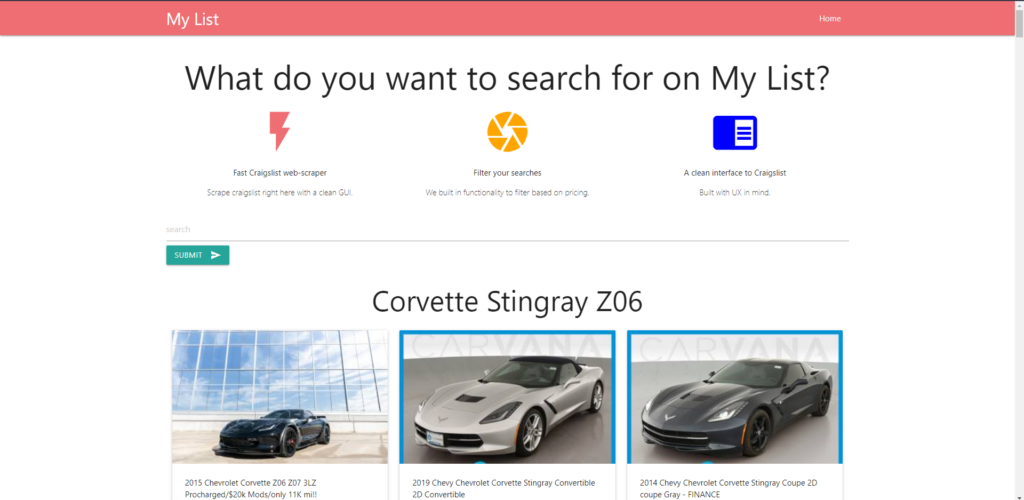 My List
Home
What do you want to search for on My List?
Fast Craigslist web-scraper
Filter your searches
A clean interface to Craigslist
Scrape craigslist right here with a clean GUI.
We built in functionality to filter based on pricing.
Built with UX in mind.
search
SUBMIT
Corvette Stingray Z06
CARVANA
CARVANA
2015 Chevrolet Corvette Z06 Z07 3LZ
Procharged/$20k Mods/only 11K mi!!
2019 Chevy Chevrolet Corvette Stingray Convertible
2D Convertible
2014 Chevy Chevrolet Corvette Stingray Coupe 2D
coupe Gray - FINANCE